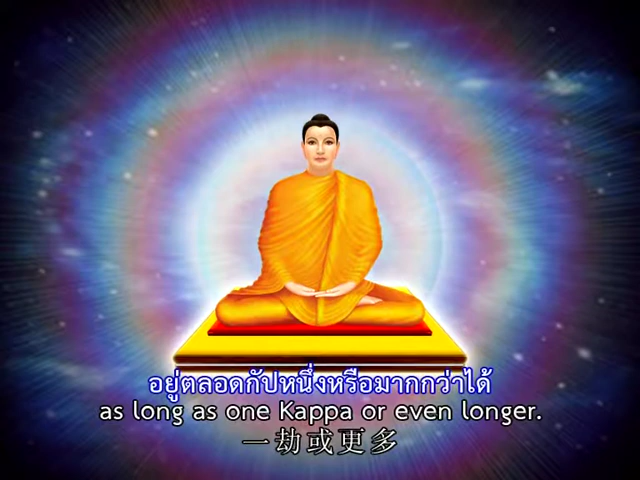 อยู่ตลอดกัปหนึ่งหรือมากกว่าได้
as long as one Kappa or even longer.
一劫或更多